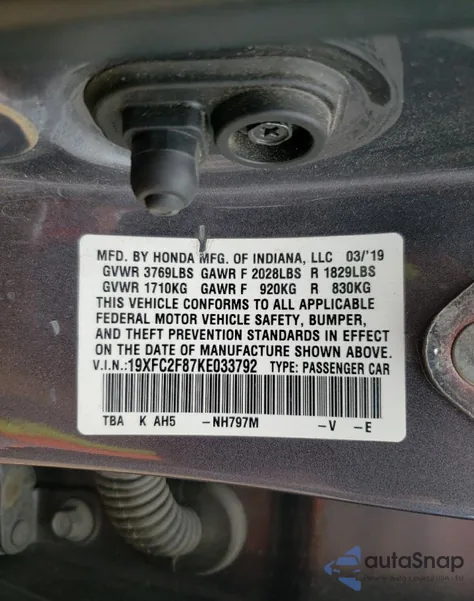 MFD. BY HONDA MFG. OF INDIANA, LLC 03/'19
GVWR 3769LBS GAWR F 2028LBS R 1829LBS
GVWR 1710KG GAWR F 920KG R 830KG
THIS VEHICLE CONFORMS TO ALL APPLICABLE
FEDERAL MOTOR VEHICLE SAFETY, BUMPER,
AND THEFT PREVENTION STANDARDS IN EFFECT
ON THE DATE OF MANUFACTURE SHOWN ABOVE.
V.I.N.:19XFC2F87KE033792 TYPE: PASSENGER CAR
TBA K AH5 -NH797M -V -E
autaSnap